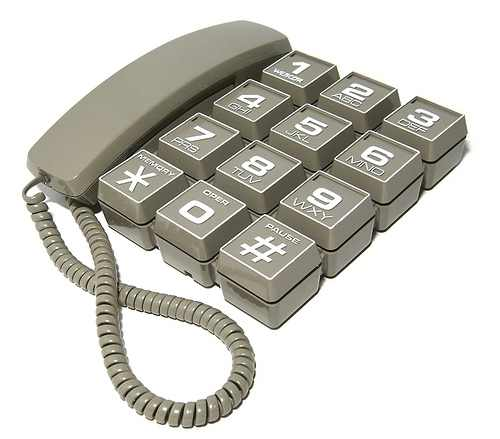 1
WEBCOR
2
ABC
3
DEF
4
GHI
5
JKL
6
MNO
7
PRS
8
TUV
9
WXY
MEMORY
*
OPER
0
PAUSE
#